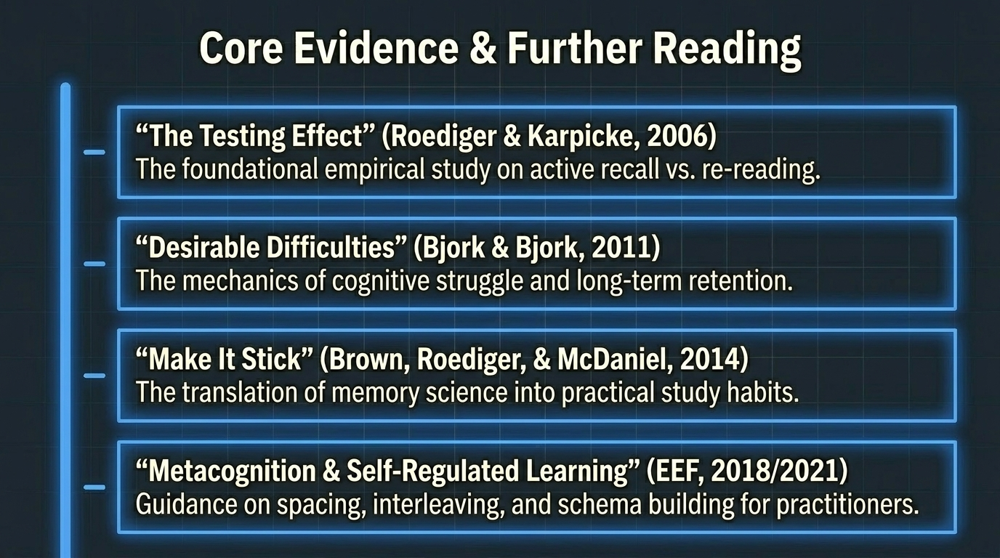 Core Evidence & Further Reading
“The Testing Effect” (Roediger & Karpicke, 2006)
The foundational empirical study on active recall vs. re-reading.
“Desirable Difficulties” (Bjork & Bjork, 2011)
The mechanics of cognitive struggle and long-term retention.
“Make It Stick” (Brown, Roediger, & McDaniel, 2014)
The translation of memory science into practical study habits.
“Metacognition & Self-Regulated Learning” (EEF, 2018/2021)
Guidance on spacing, interleaving, and schema building for practitioners.